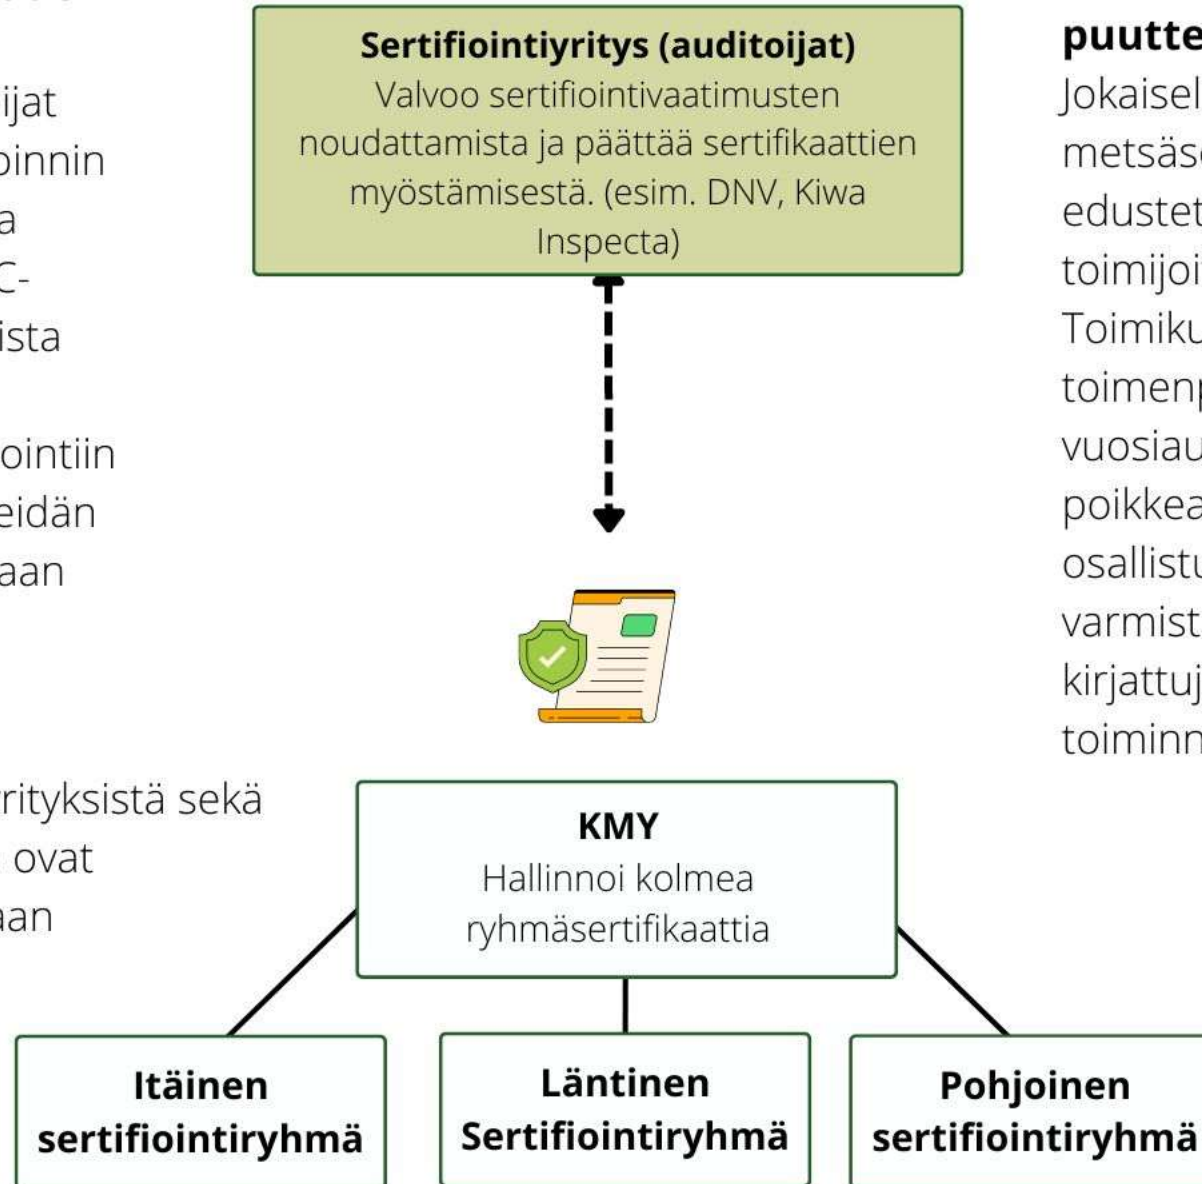 Sertifiointiyritys (auditoijat)
Valvoo sertifiointivaatimusten
noudattamista ja päättää sertifikaattien
myöstämisestä. (esim. DNV, Kiwa
Inspecta)
ijat
oinnin
a
C-
ista
ointiin
eidän
aan
rityksistä sekä
ovat
aan
puutte
Jokaisel
metsäse
edustet
toimijoi
Toimiku
toimenp
vuosiau
poikkea
osallistu
varmist
kirjattuj
toiminn
KMY
Hallinnoi kolmea
ryhmäsertifikaattia
Itäinen
sertifiointiryhmä
Läntinen
Sertifiointiryhmä
Pohjoinen
sertifiointiryhmä